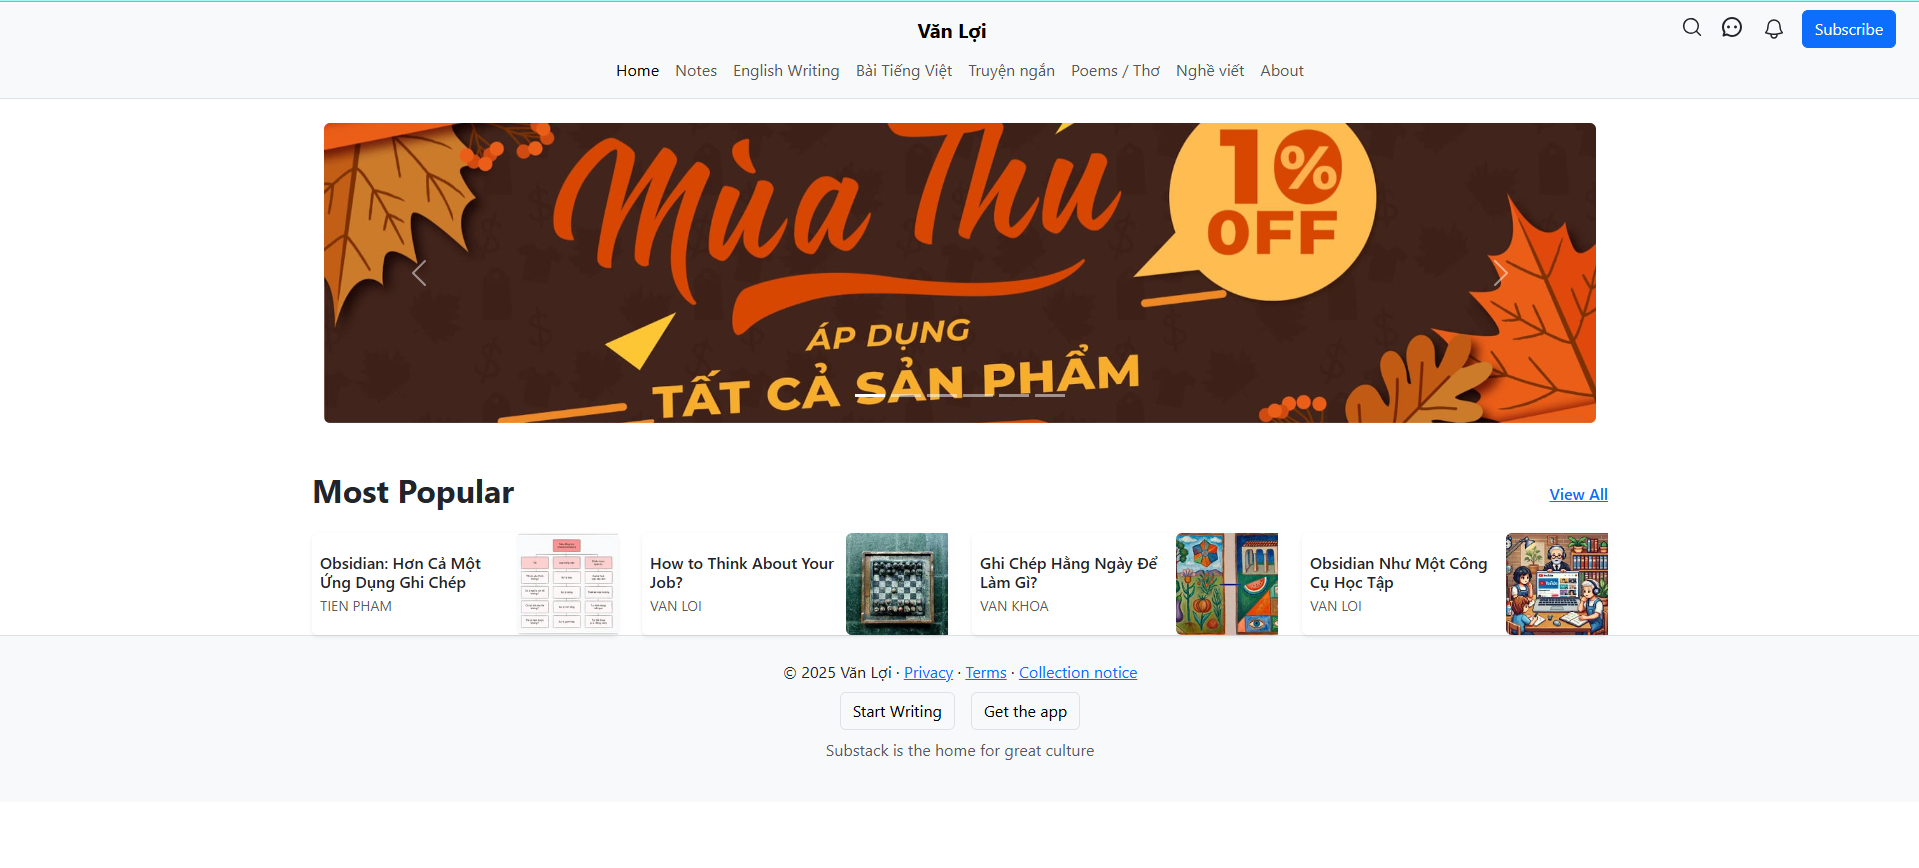 Văn Lợi
Subscribe
Home Notes English Writing Bài Tiếng Việt Truyện ngắn Poems / Thơ Nghề viết About
Mùa Thu
1%
OFF
ÁP DỤNG
TẤT CẢ SẢN PHẨM
Most Popular
View All
Obsidian: Hơn Cả Một
Ứng Dụng Ghi Chép
TIEN PHAM
How to Think About Your
Job?
VAN LOI
Ghi Chép Hằng Ngày Để
Làm Gì?
VAN KHOA
Obsidian Như Một Công
Cụ Học Tập
VAN LOI
© 2025 Văn Lợi · Privacy · Terms · Collection notice
Start Writing Get the app
Substack is the home for great culture